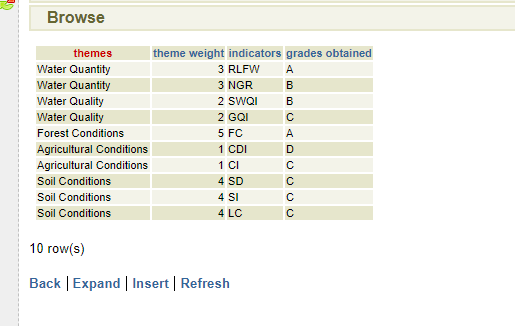 Browse
themes theme weight indicators grades obtained
Water Quantity 3 RLFW A
Water Quantity 3 NGR B
Water Quality 2 SWQI B
Water Quality 2 GQI C
Forest Conditions 5 FC A
Agricultural Conditions 1 CDI D
Agricultural Conditions 1 CI C
Soil Conditions 4 SD C
Soil Conditions 4 SI C
Soil Conditions 4 LC C
10 row(s)
Back | Expand | Insert | Refresh